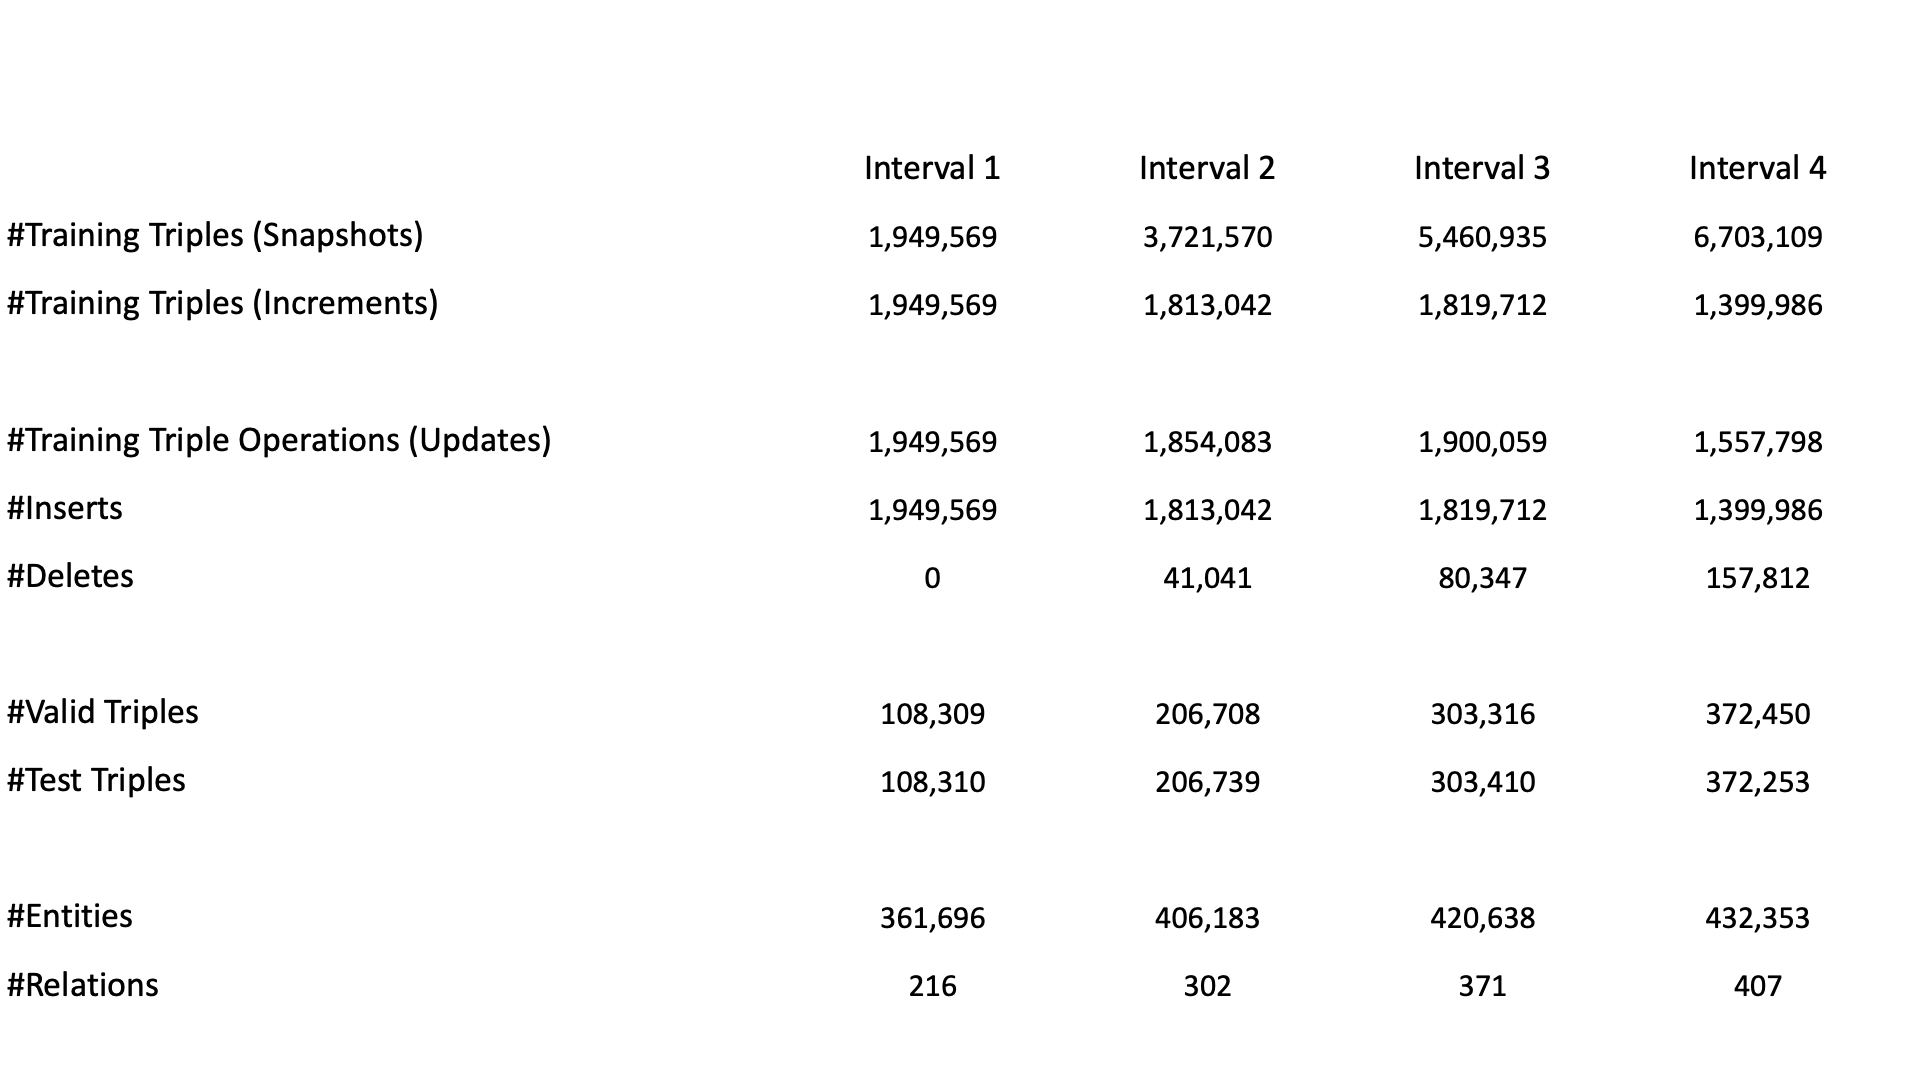 Interval 1 Interval 2 Interval 3 Interval 4
#Training Triples (Snapshots) 1,949,569 3,721,570 5,460,935 6,703,109
#Training Triples (Increments) 1,949,569 1,813,042 1,819,712 1,399,986
#Training Triple Operations (Updates) 1,949,569 1,854,083 1,900,059 1,557,798
#Inserts 1,949,569 1,813,042 1,819,712 1,399,986
#Deletes 0 41,041 80,347 157,812
#Valid Triples 108,309 206,708 303,316 372,450
#Test Triples 108,310 206,739 303,410 372,253
#Entities 361,696 406,183 420,638 432,353
#Relations 216 302 371 407